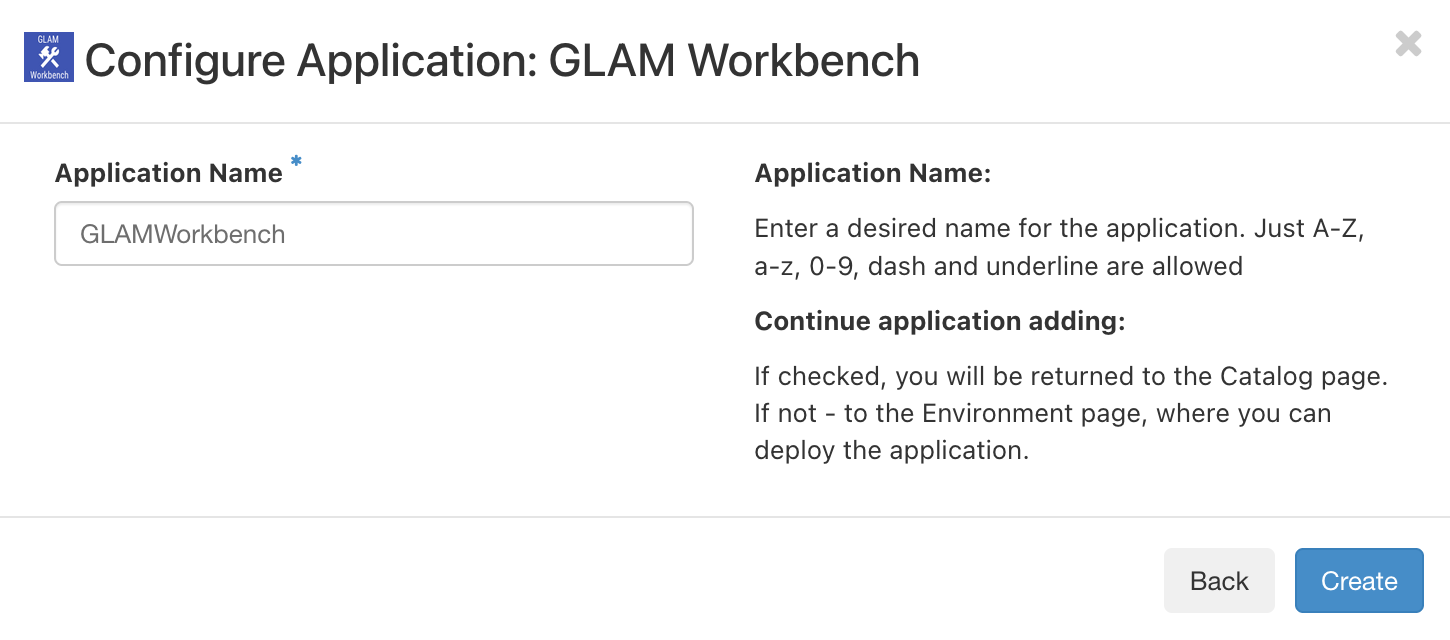 GLAM
Workbench
Configure Application: GLAM Workbench
Application Name *
GLAMWorkbench
Application Name:
Enter a desired name for the application. Just A-Z,
a-z, 0-9, dash and underline are allowed
Continue application adding:
If checked, you will be returned to the Catalog page.
If not - to the Environment page, where you can
deploy the application.
Back
Create